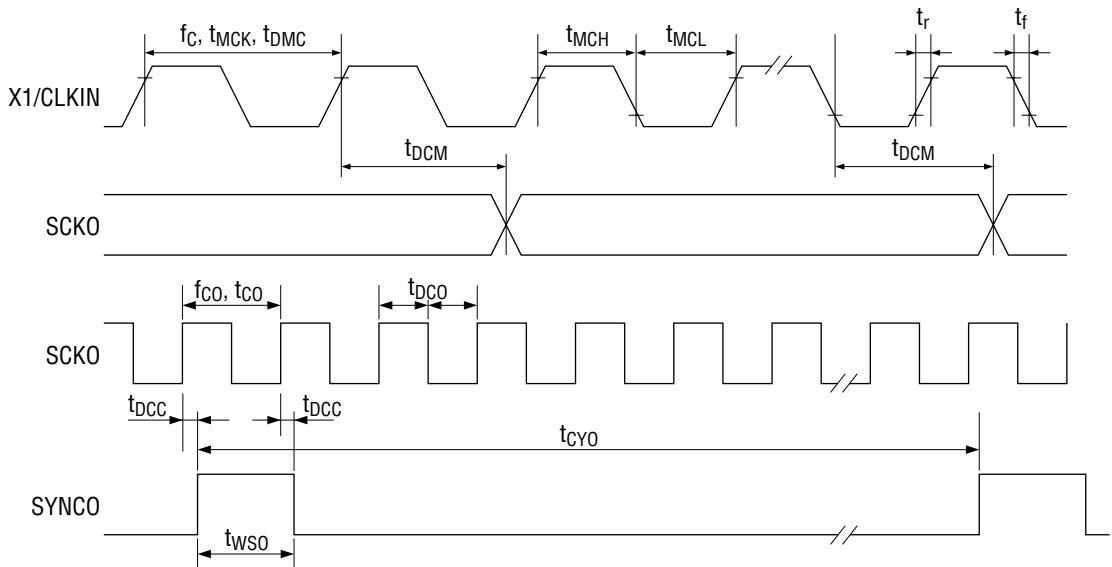 fC, tMCK, tDMC
tMCH
tMCL
tr
tf
X1/CLKIN
tDCM
tDCM
SCKO
fCO, tCO
tDCO
SCKO
tDCC
tDCC
tCYO
SYNCO
tWSO